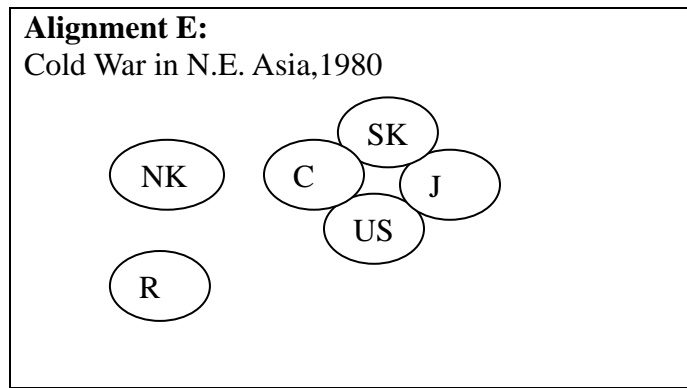 Alignment E:
Cold War in N.E. Asia,1980
SK
NK
C
J
US
R